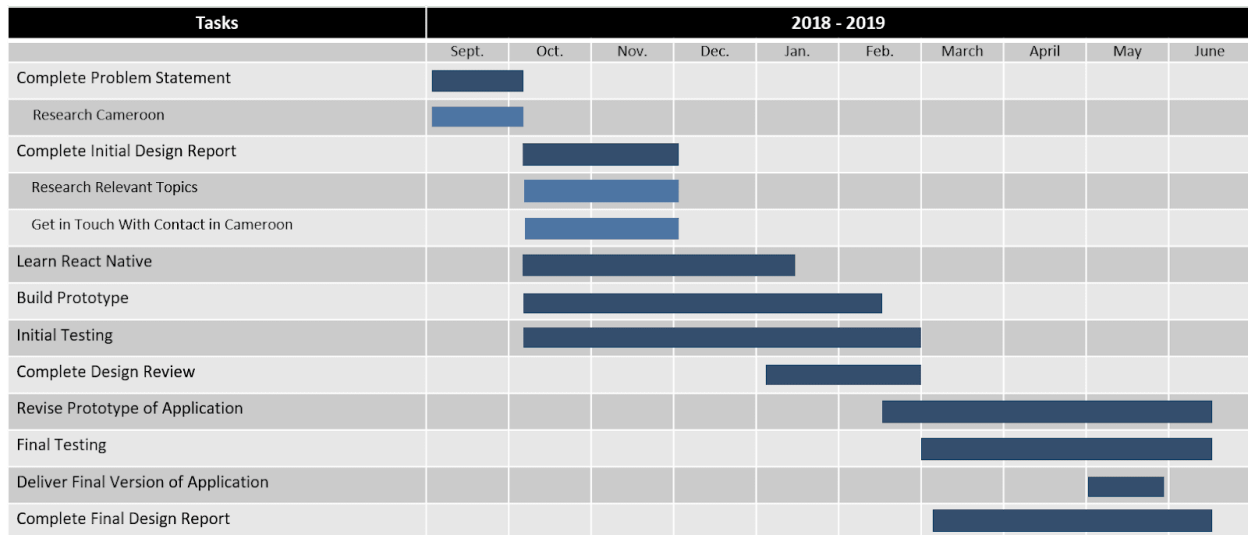 Tasks 2018 - 2019
Sept. Oct. Nov. Dec. Jan. Feb. March April May June
Complete Problem Statement
Research Cameroon
Complete Initial Design Report
Research Relevant Topics
Get in Touch With Contact in Cameroon
Learn React Native
Build Prototype
Initial Testing
Complete Design Review
Revise Prototype of Application
Final Testing
Deliver Final Version of Application
Complete Final Design Report